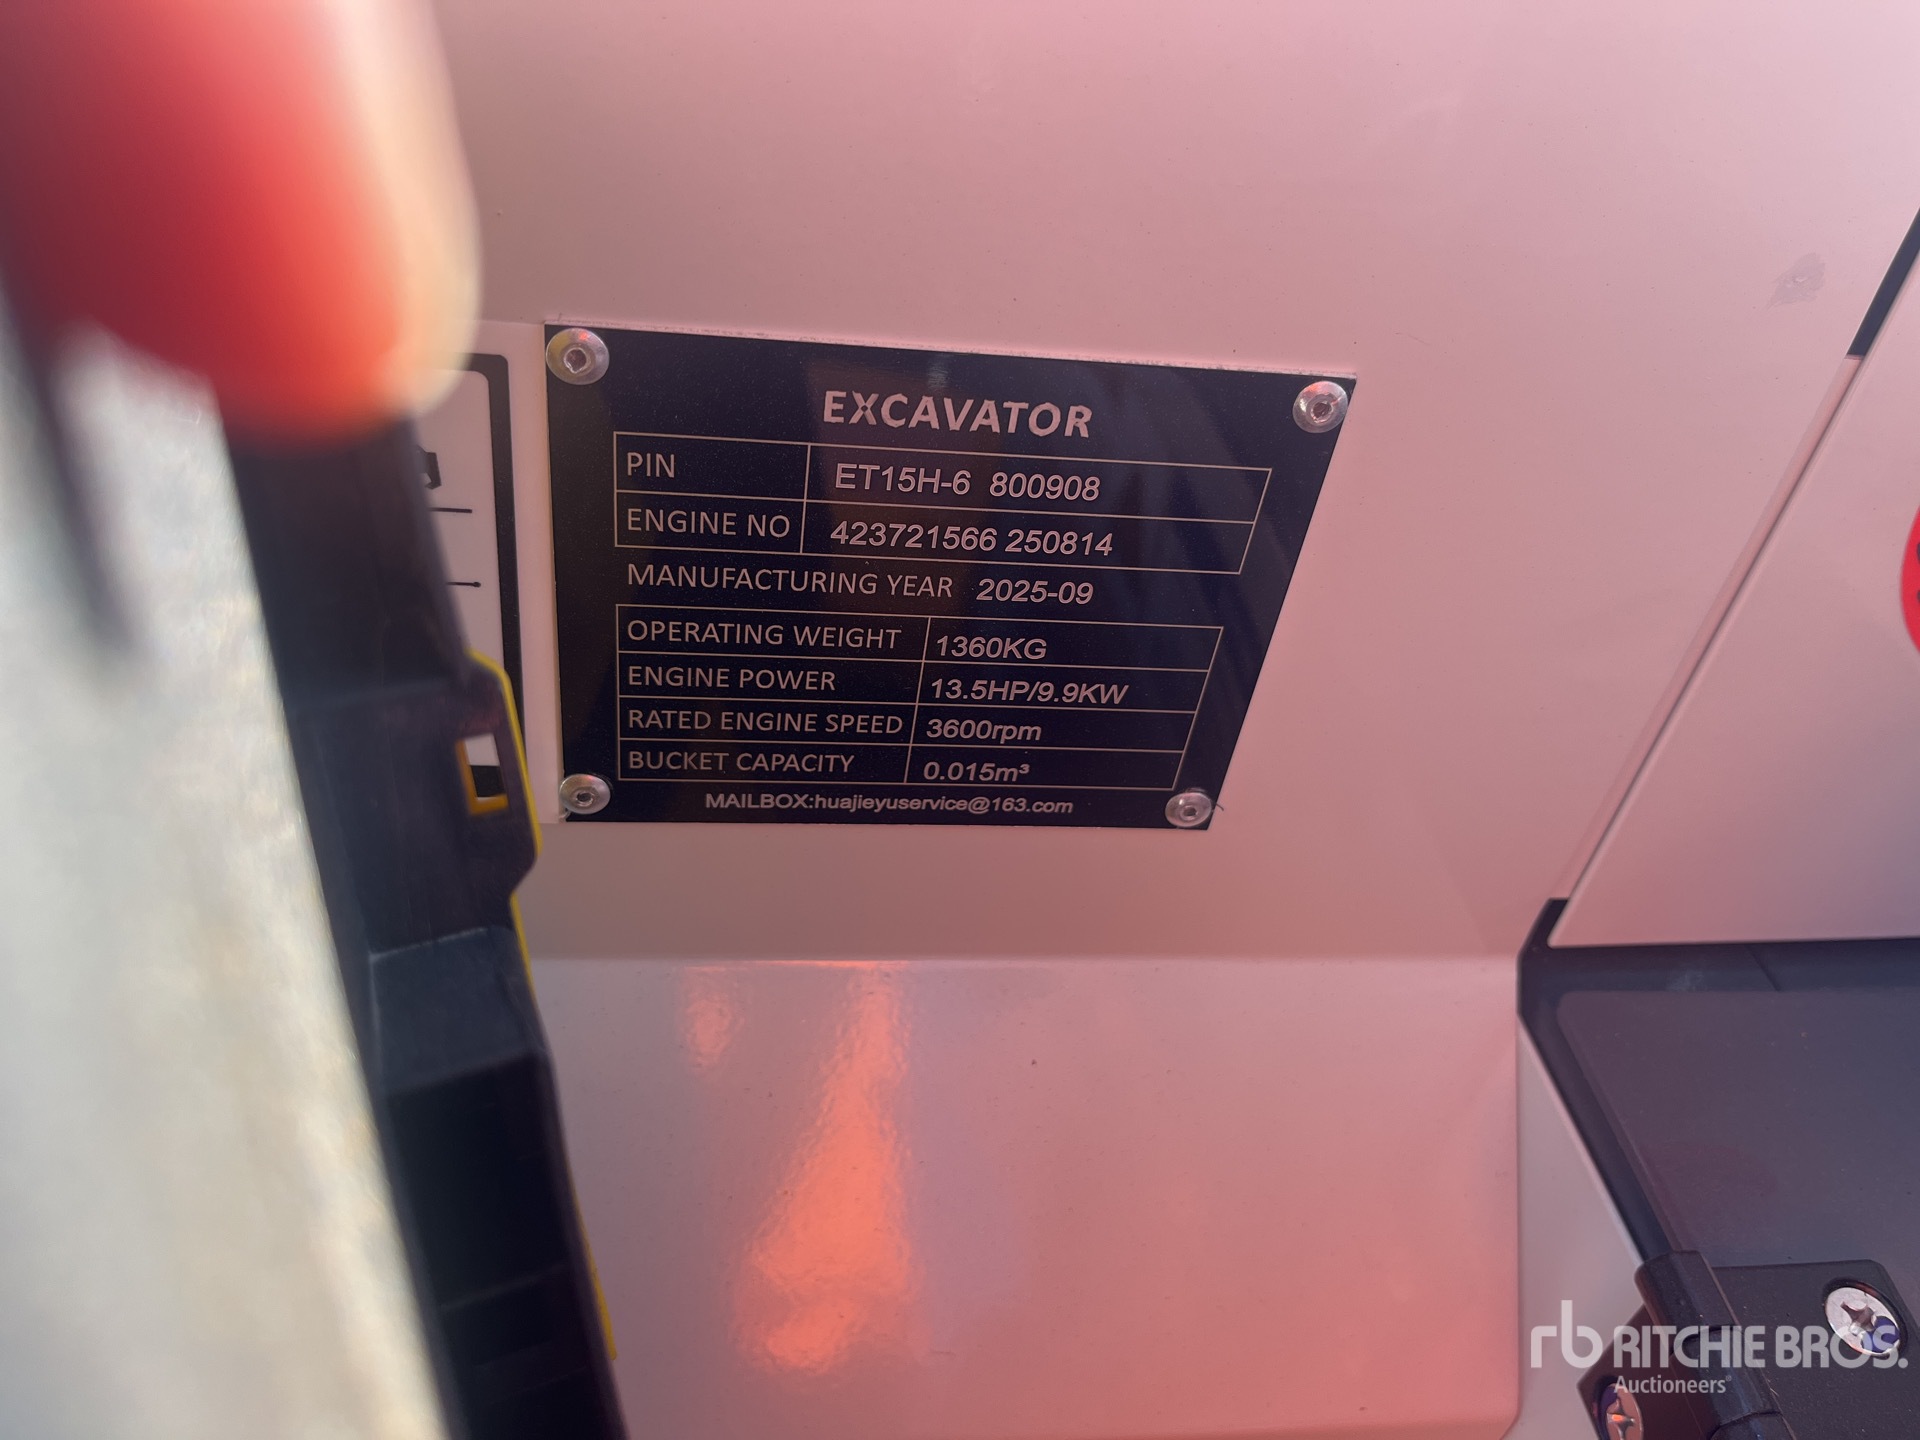 EXCAVATOR
PIN ET15H-6 800908
ENGINE NO 423721566 250814
MANUFACTURING YEAR 2025-09
OPERATING WEIGHT 1360KG
ENGINE POWER 13.5HP/9.9KW
RATED ENGINE SPEED 3600rpm
BUCKET CAPACITY 0.015m³
MAILBOX:huajieyuservice@163.com
rb RITCHIE BROS.
Auctioneers®